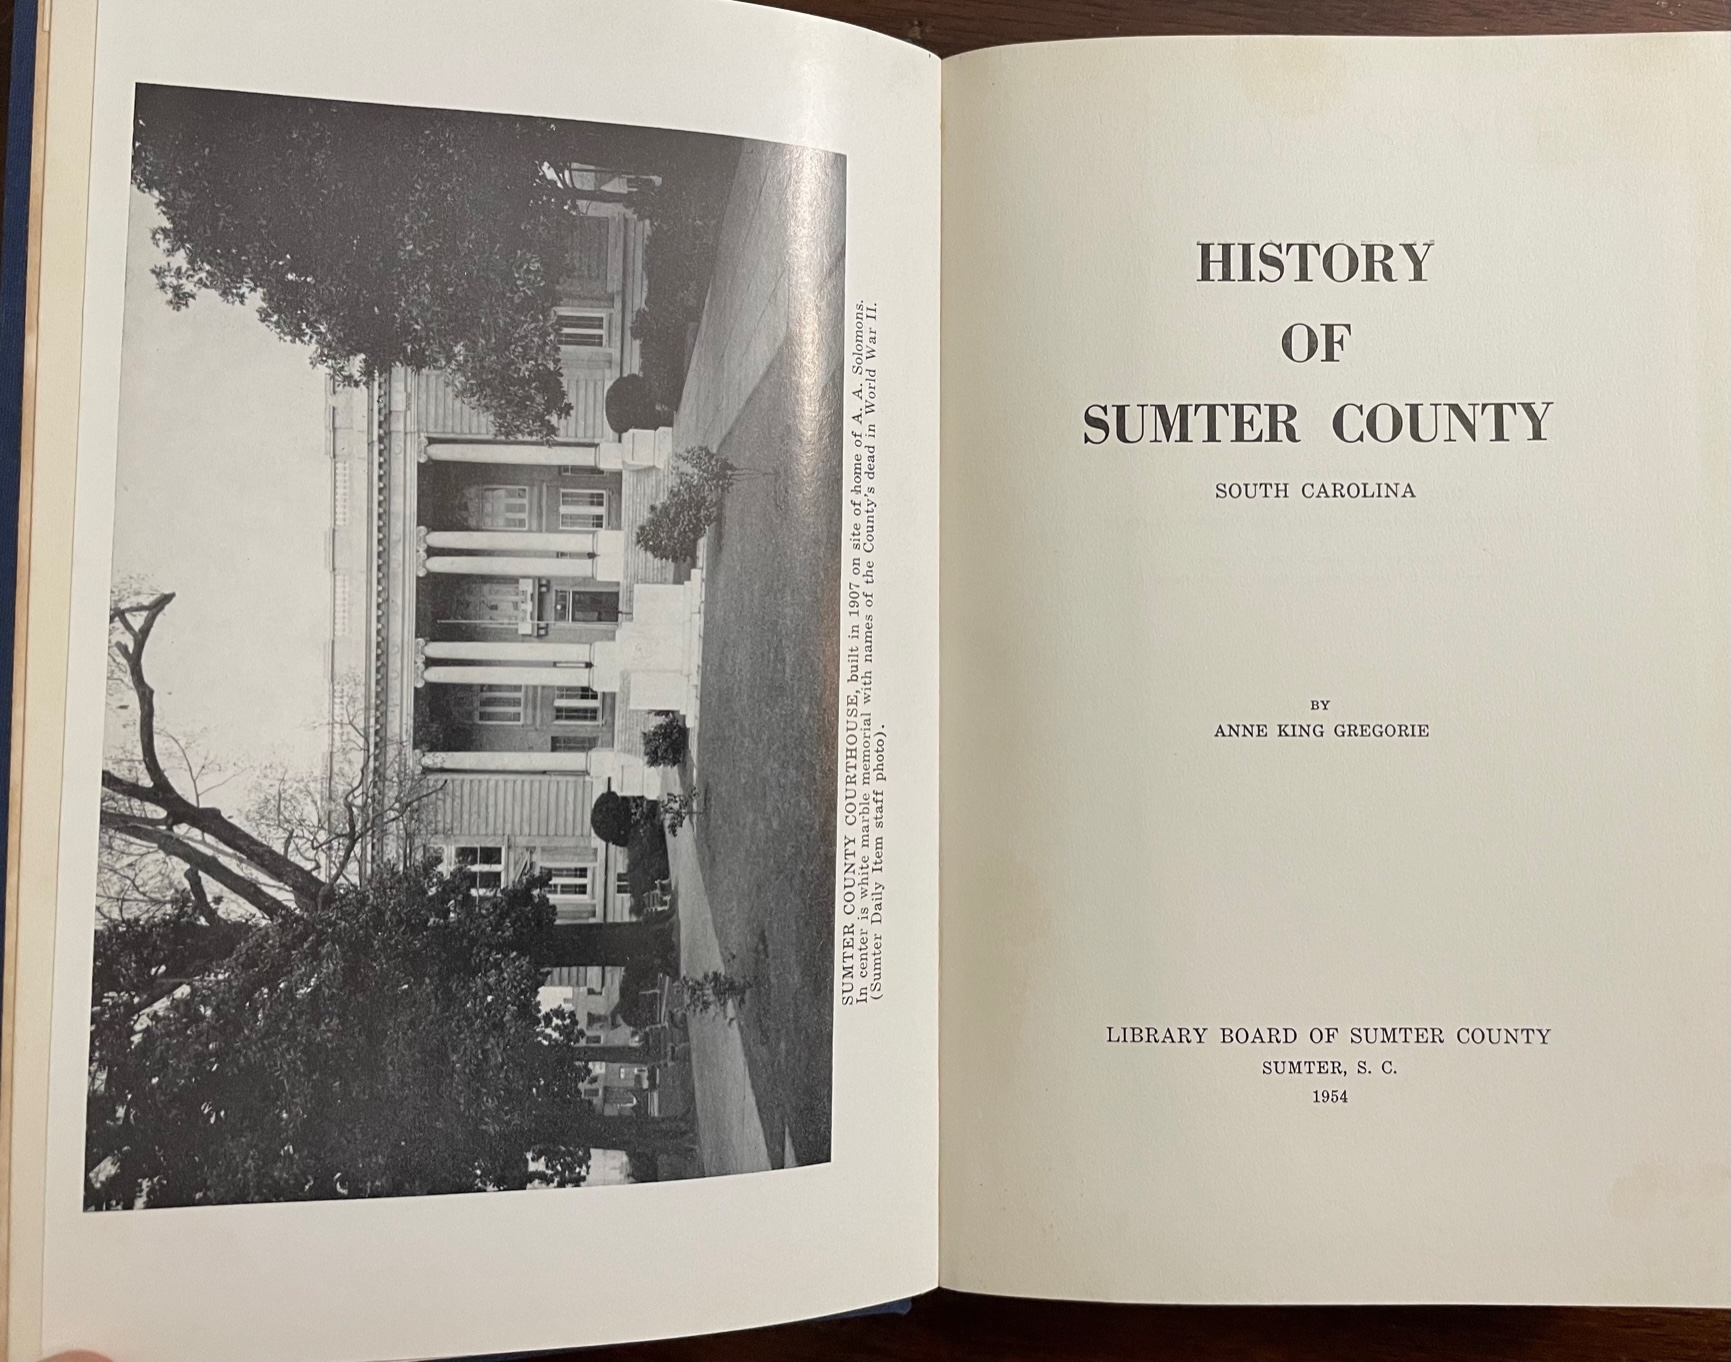 SUMTER COUNTY COURTHOUSE, built in 1907 on site of home of A. A. Solomons.
In center is white marble memorial with names of the County's dead in World War II.
(Sumter Daily Item staff photo).
HISTORY
OF
SUMTER COUNTY
SOUTH CAROLINA
BY
ANNE KING GREGORIE
LIBRARY BOARD OF SUMTER COUNTY
SUMTER, S. C.
1954